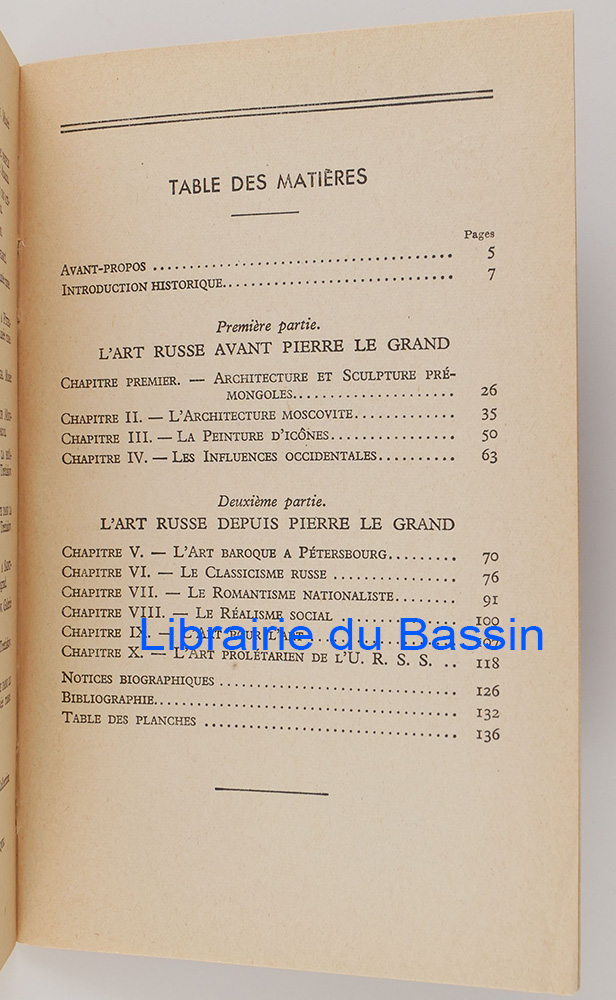 TABLE DES MATIÈRES
Pages
AVANT-PROPOS ........................................ 5
INTRODUCTION HISTORIQUE................................ 7
Première partie.
L'ART RUSSE AVANT PIERRE LE GRAND
CHAPITRE PREMIER. — ARCHITECTURE ET SCULPTURE PRÉ-
MONGOLES...................... 26
CHAPITRE II. — L'ARCHITECTURE MOSCOVITE............. 35
CHAPITRE III. — LA PEINTURE D'ICÔNES................. 50
CHAPITRE IV. — LES INFLUENCES OCCIDENTALES.......... 63
Deuxième partie.
L'ART RUSSE DEPUIS PIERRE LE GRAND
CHAPITRE V. — L'ART BAROQUE A PÉTERSBOURG......... 70
CHAPITRE VI. — LE CLASSICISME RUSSE ................ 76
CHAPITRE VII. — LE ROMANTISME NATIONALISTE........ 91
CHAPITRE VIII. — LE RÉALISME SOCIAL ................ 100
CHAPITRE IX. — L'ART POUR L'ART....................
Librairie du Bassin
CHAPITRE X. — L'ART PROLÉTARIEN DE L'U. R. S. S. .. 118
NOTICES BIOGRAPHIQUES ................................ 126
BIBLIOGRAPHIE......................................... 132
TABLE DES PLANCHES ................................... 136